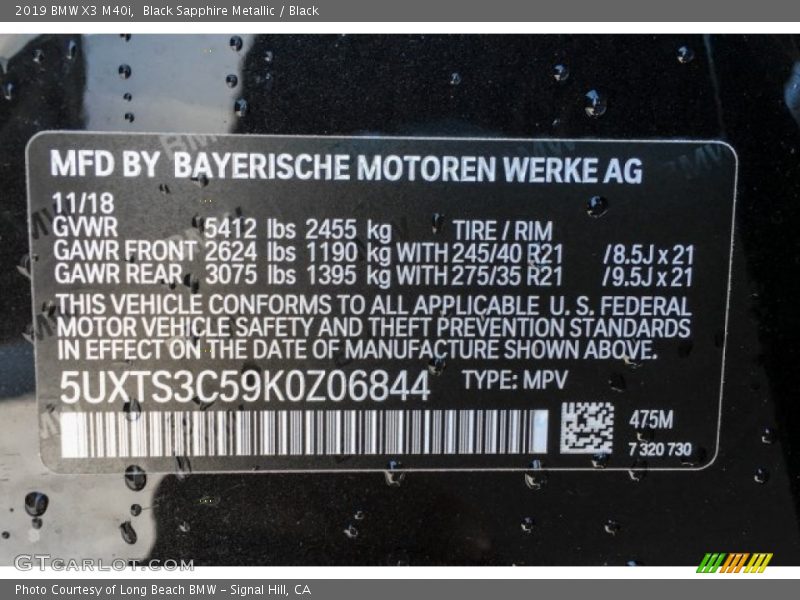 2019 BMW X3 M40i, Black Sapphire Metallic / Black
MFD BY BAYERISCHE MOTOREN WERKE AG
11/18
GVWR 5412 lbs 2455 kg TIRE / RIM
GAWR FRONT 2624 lbs 1190 kg WITH 245/40 R21 /8.5J x 21
GAWR REAR 3075 lbs 1395 kg WITH 275/35 R21 /9.5J x 21
THIS VEHICLE CONFORMS TO ALL APPLICABLE U. S. FEDERAL
MOTOR VEHICLE SAFETY AND THEFT PREVENTION STANDARDS
IN EFFECT ON THE DATE OF MANUFACTURE SHOWN ABOVE.
5UXTS3C59K0Z06844 TYPE: MPV
475M
7 320 730
GTcarlot.com
Photo Courtesy of Long Beach BMW – Signal Hill, CA